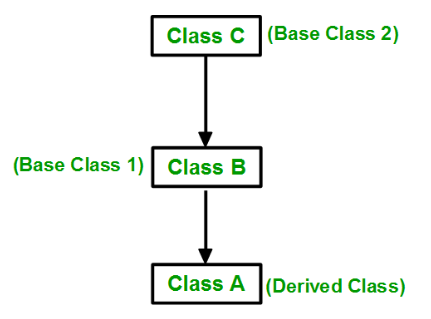 Class C (Base Class 2)
(Base Class 1) Class B
Class A (Derived Class)